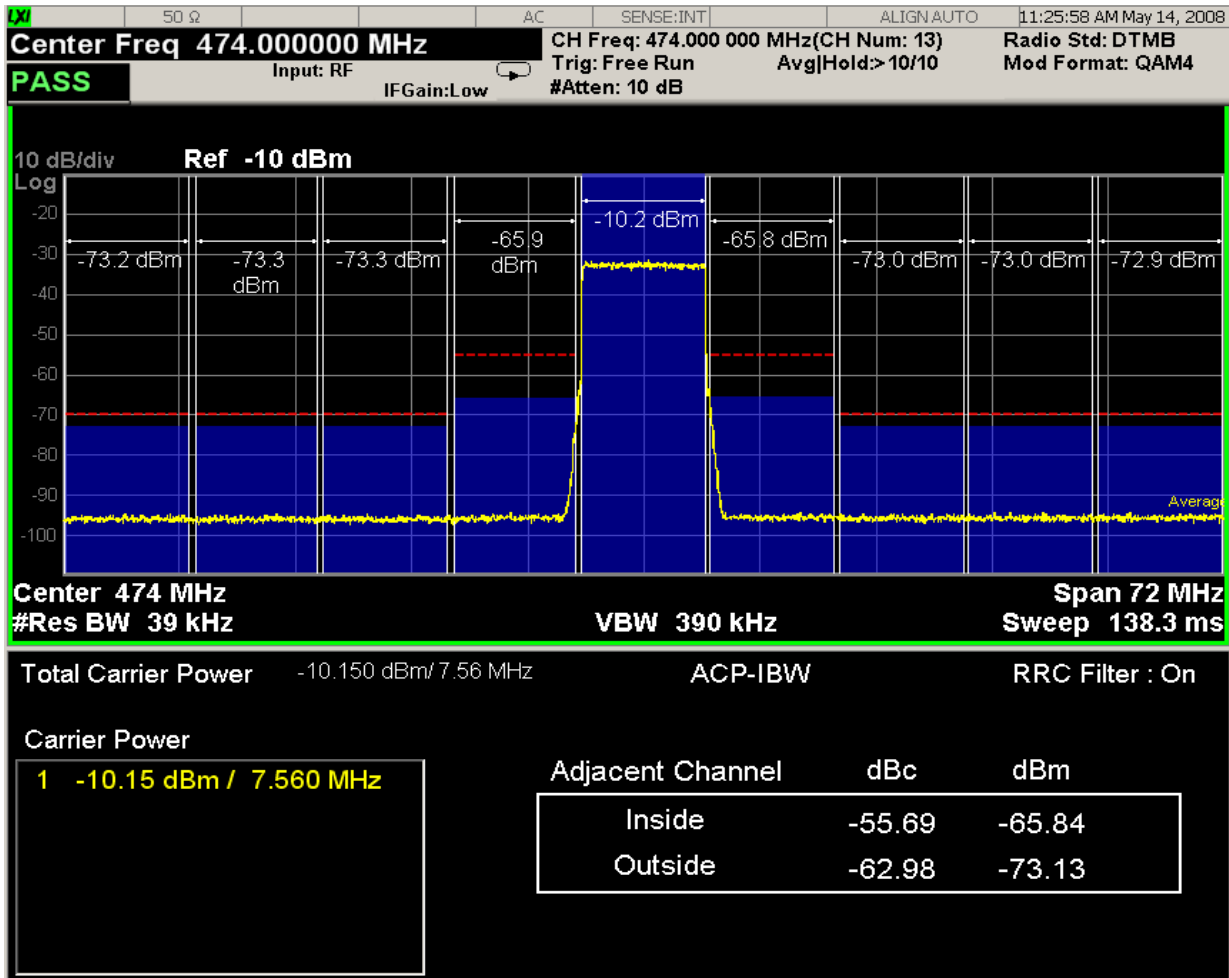 LXI 50 Ω AC SENSE:INT ALIGN AUTO 11:25:58 AM May 14, 2008
Center Freq 474.000000 MHz
CH Freq: 474.000 000 MHz(CH Num: 13) Radio Std: DTMB
PASS Input: RF Trig: Free Run Avg|Hold:>10/10 Mod Format: QAM4
IFGain:Low #Atten: 10 dB
10 dB/div Ref -10 dBm
Log
-20
-30
-40
-50
-60
-70
-80
-90
-100
-73.2 dBm
-73.3 dBm
-73.3 dBm
-65.9 dBm
-10.2 dBm
-65.8 dBm
-73.0 dBm
-73.0 dBm
-72.9 dBm
Average
Center 474 MHz Span 72 MHz
#Res BW 39 kHz VBW 390 kHz Sweep 138.3 ms
Total Carrier Power -10.150 dBm/ 7.56 MHz ACP-IBW RRC Filter : On
Carrier Power
1 -10.15 dBm / 7.560 MHz
Adjacent Channel dBc dBm
Inside -55.69 -65.84
Outside -62.98 -73.13